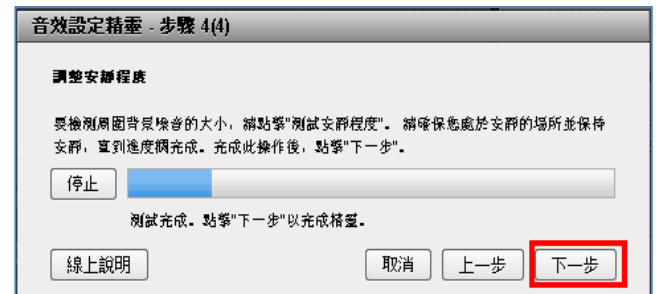 音效設定精靈 - 步驟 4(4)
調整安靜程度
要檢測周圍背景噪音的大小，請點擊"測試安靜程度"。 請確保您處於安靜的場所並保持
安靜，直到進度欄完成。完成此操作後，點擊"下一步"。
停止
測試完成。點擊"下一步"以完成精靈。
線上說明
取消
上一步
下一步